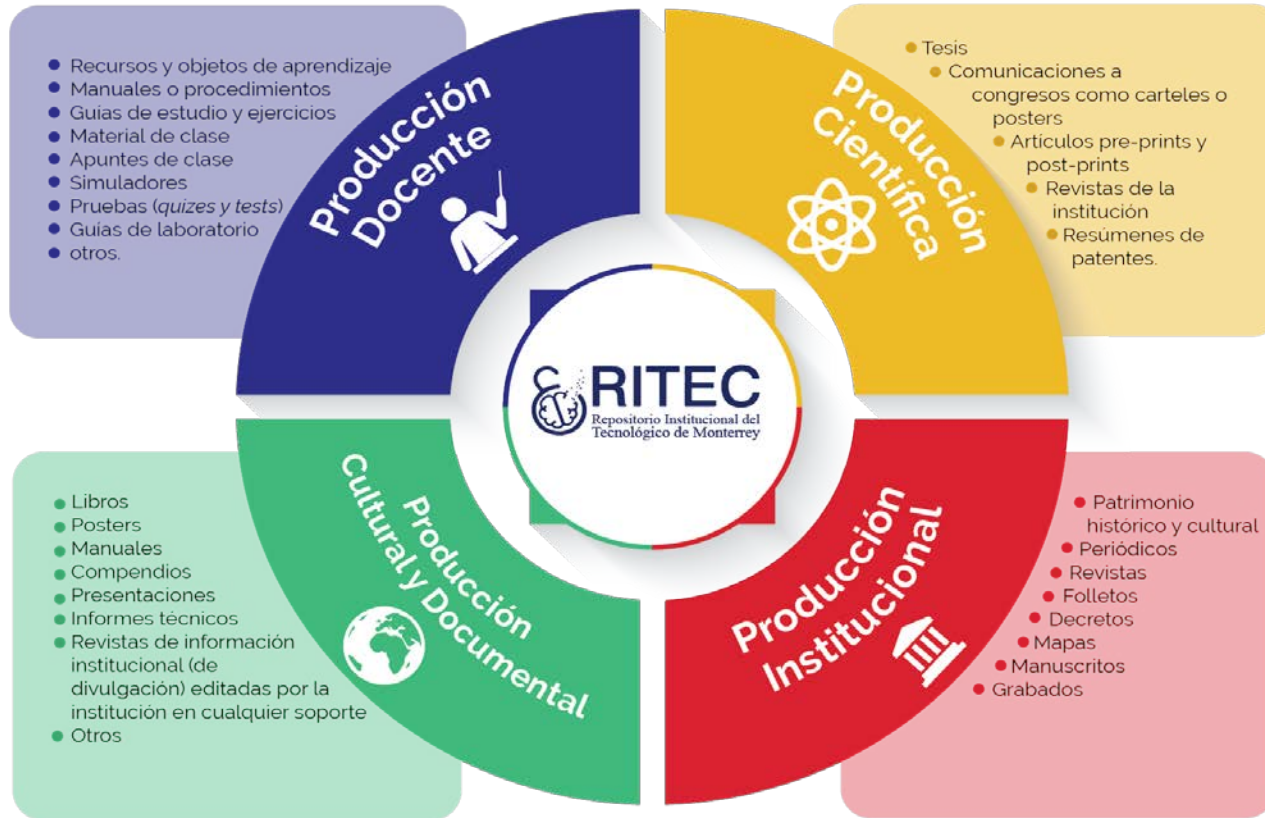 Recursos y objetos de aprendizaje
Manuales o procedimientos
Guías de estudio y ejercicios
Material de clase
Apuntes de clase
Simuladores
Pruebas (quizes y tests)
Guías de laboratorio
otros.
Producción
Docente
Producción
Científica
Tesis
Comunicaciones a
congresos como carteles o
posters
Artículos pre-prints y
post-prints
Revistas de la
institución
Resúmenes de
patentes.
RITEC
Repositorio Institucional del
Tecnológico de Monterrey
Libros
Posters
Manuales
Compendios
Presentaciones
Informes técnicos
Revistas de información
institucional (de
divulgación) editadas por la
institución en cualquier soporte
Otros
Producción
Cultural y Documental
Producción
Institucional
Patrimonio
histórico y cultural
Periódicos
Revistas
Folletos
Decretos
Mapas
Manuscritos
Grabados